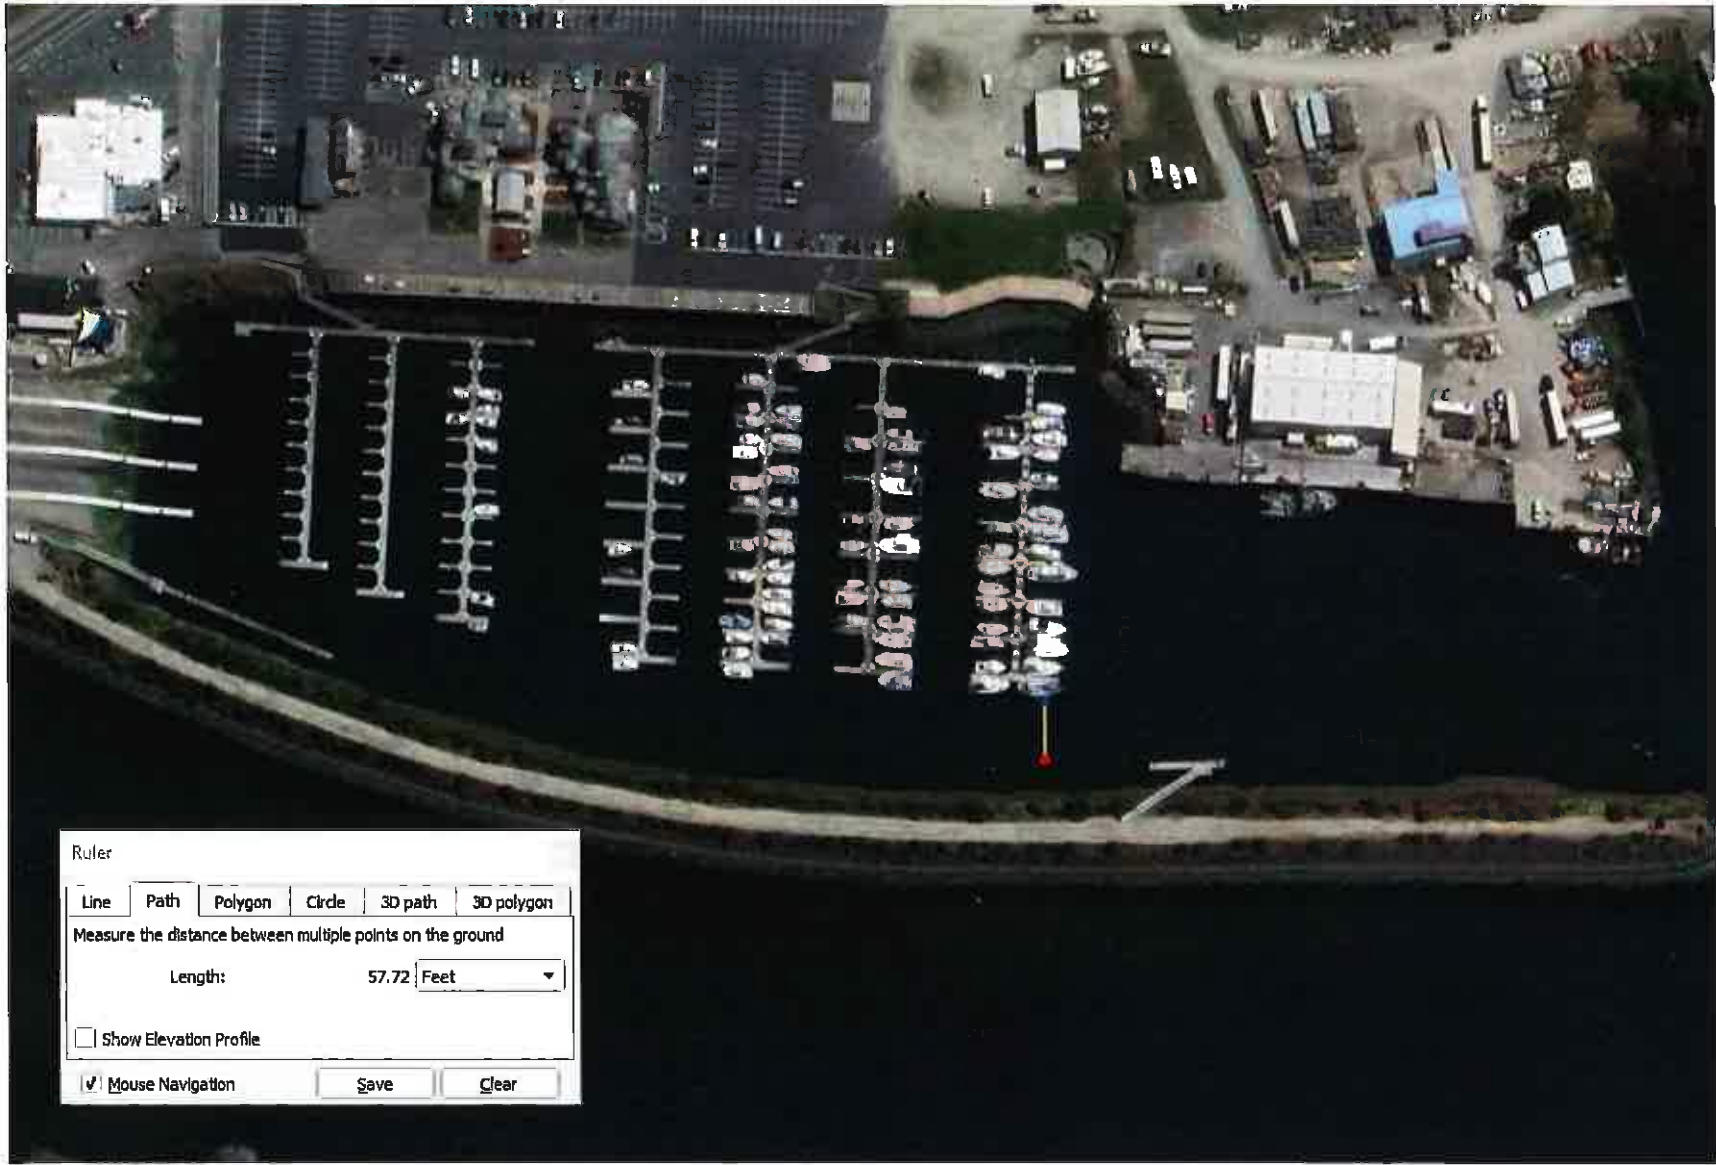 Ruler
Line Path Polygon Circle 3D path 3D polygon
Measure the distance between multiple points on the ground
Length: 57.72 Feet
Show Elevation Profile
Mouse Navigation Save Clear